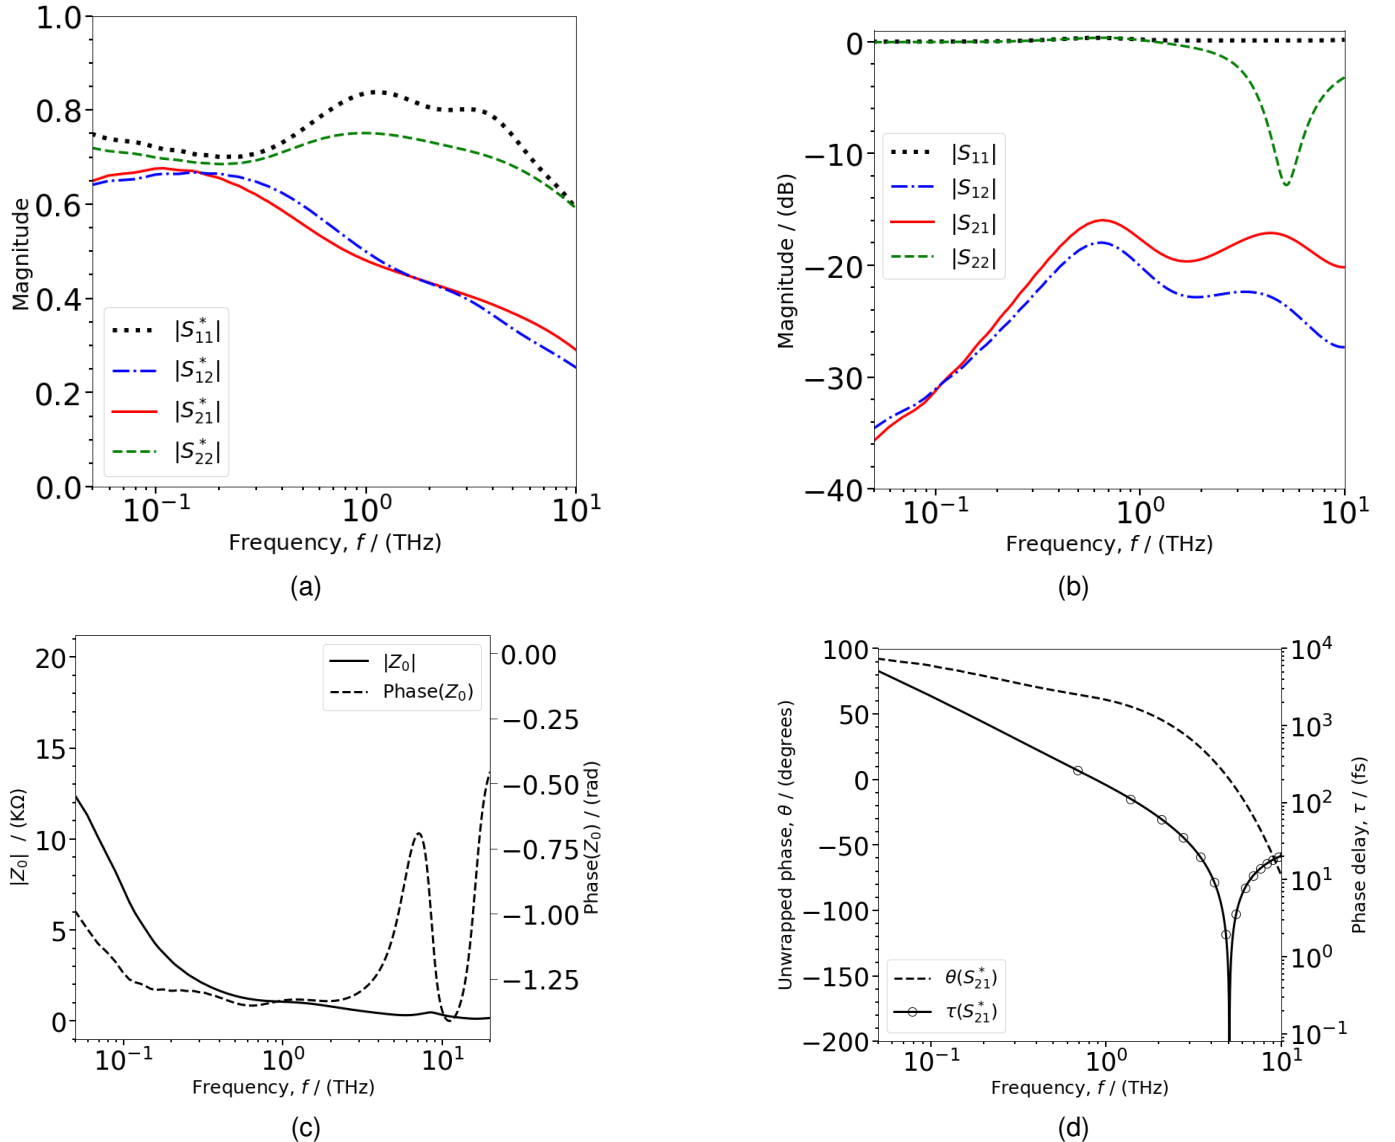 1.0
0.8
0.6
0.4
0.2
0.0
Magnitude
|S*11|
|S*12|
|S*21|
|S*22|
10−1
100
101
Frequency, f / (THz)
(a)
0
−10
−20
−30
−40
Magnitude / (dB)
|S11|
|S12|
|S21|
|S22|
10−1
100
101
Frequency, f / (THz)
(b)
20
15
10
5
0
|Z0| / (KΩ)
|Z0|
Phase(Z0)
0.00
−0.25
−0.50
−0.75
−1.00
−1.25
Phase(Z0) / (rad)
10−1
100
101
Frequency, f / (THz)
(c)
100
50
0
−50
−100
−150
−200
Unwrapped phase, θ / (degrees)
θ(S*21)
τ(S*21)
104
103
102
101
100
10−1
Phase delay, τ / (fs)
10−1
100
101
Frequency, f / (THz)
(d)